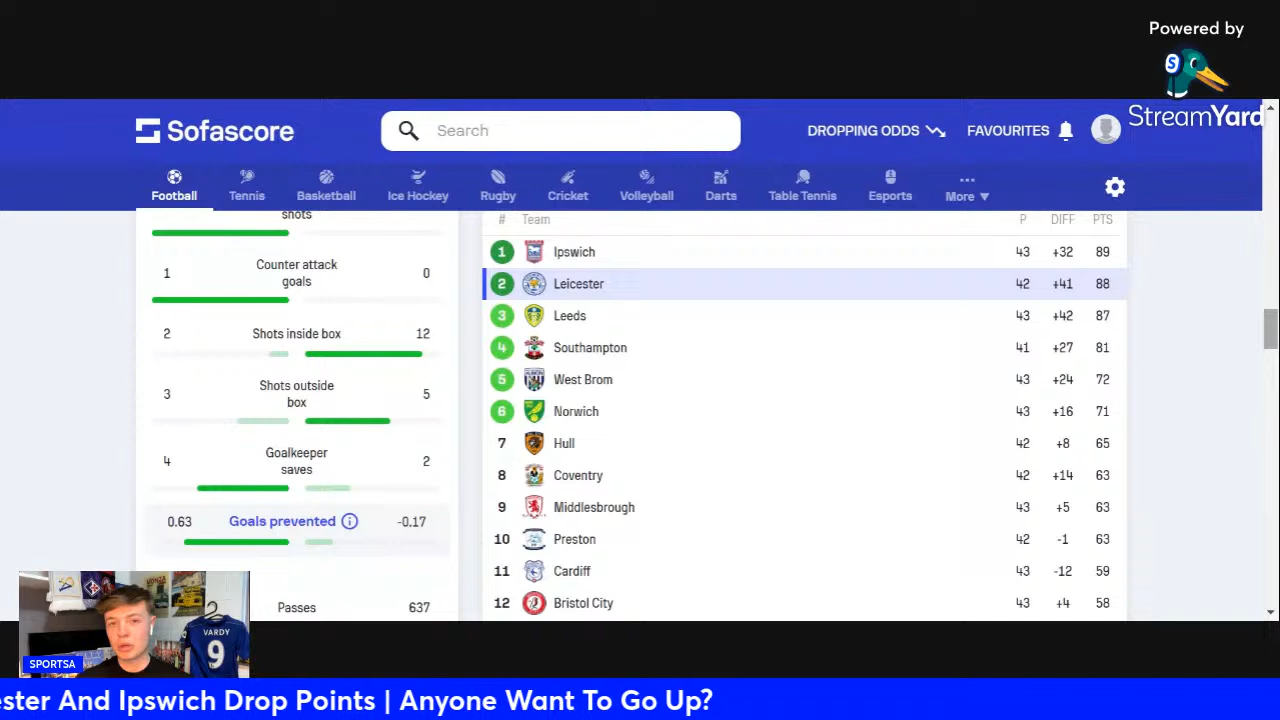 Powered by
S
StreamYard
Sofascore
Search
DROPPING ODDS
FAVOURITES
Football
Tennis
Basketball
Ice Hockey
Rugby
Cricket
Volleyball
Darts
Table Tennis
Esports
More
shots
1 Counter attack goals 0
2 Shots inside box 12
3 Shots outside box 5
4 Goalkeeper saves 2
0.63 Goals prevented -0.17
Passes 637
# Team P DIFF PTS
1 Ipswich 43 +32 89
2 Leicester 42 +41 88
3 Leeds 43 +42 87
4 Southampton 41 +27 81
5 West Brom 43 +24 72
6 Norwich 43 +16 71
7 Hull 42 +8 65
8 Coventry 42 +14 63
9 Middlesbrough 43 +5 63
10 Preston 42 -1 63
11 Cardiff 43 -12 59
12 Bristol City 43 +4 58
VARDY
9
SPORTSA
ester And Ipswich Drop Points | Anyone Want To Go Up?